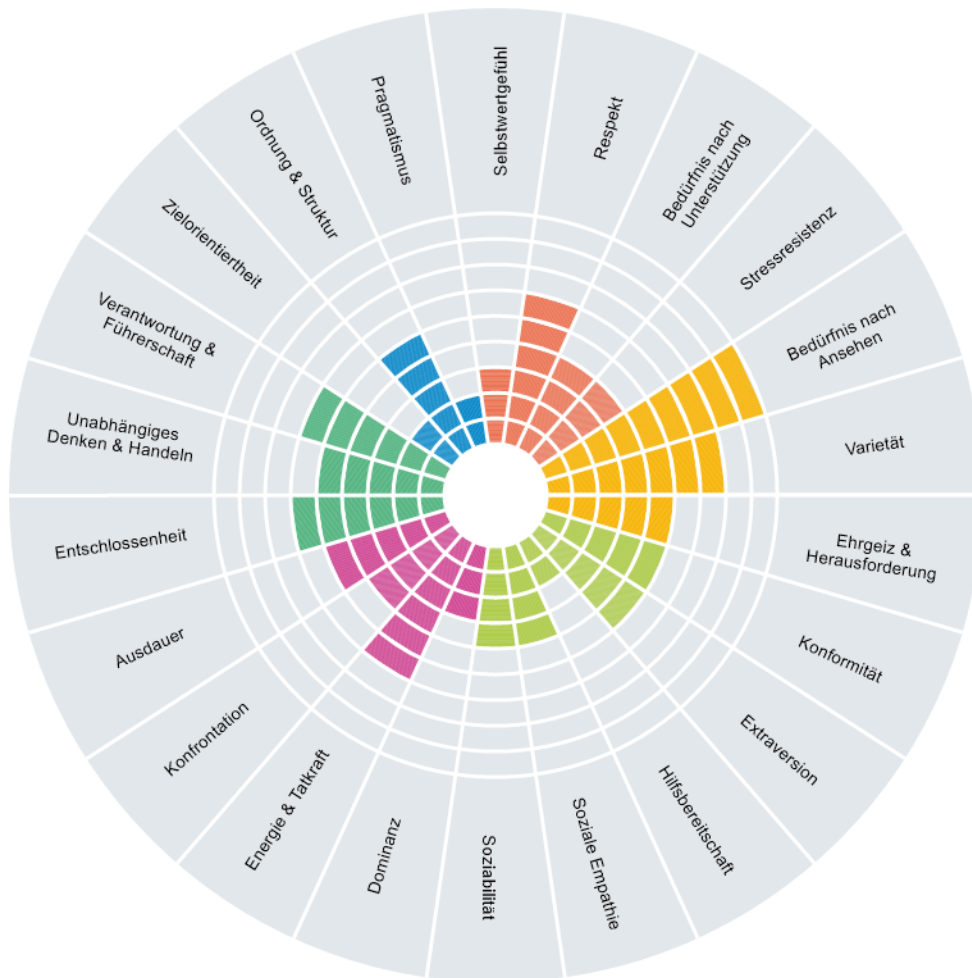 Selbstwertgefühl
Respekt
Bedürfnis nach
Unterstützung
Stressresistenz
Bedürfnis nach
Ansehen
Varietät
Ehrgeiz &
Herausforderung
Konformität
Extraversion
Hilfsbereitschaft
Soziale Empathie
Soziabilität
Dominanz
Energie & Tatkraft
Konfrontation
Ausdauer
Entschlossenheit
Unabhängiges
Denken & Handeln
Verantwortung &
Führerschaft
Zielorientiertheit
Ordnung & Struktur
Pragmatismus